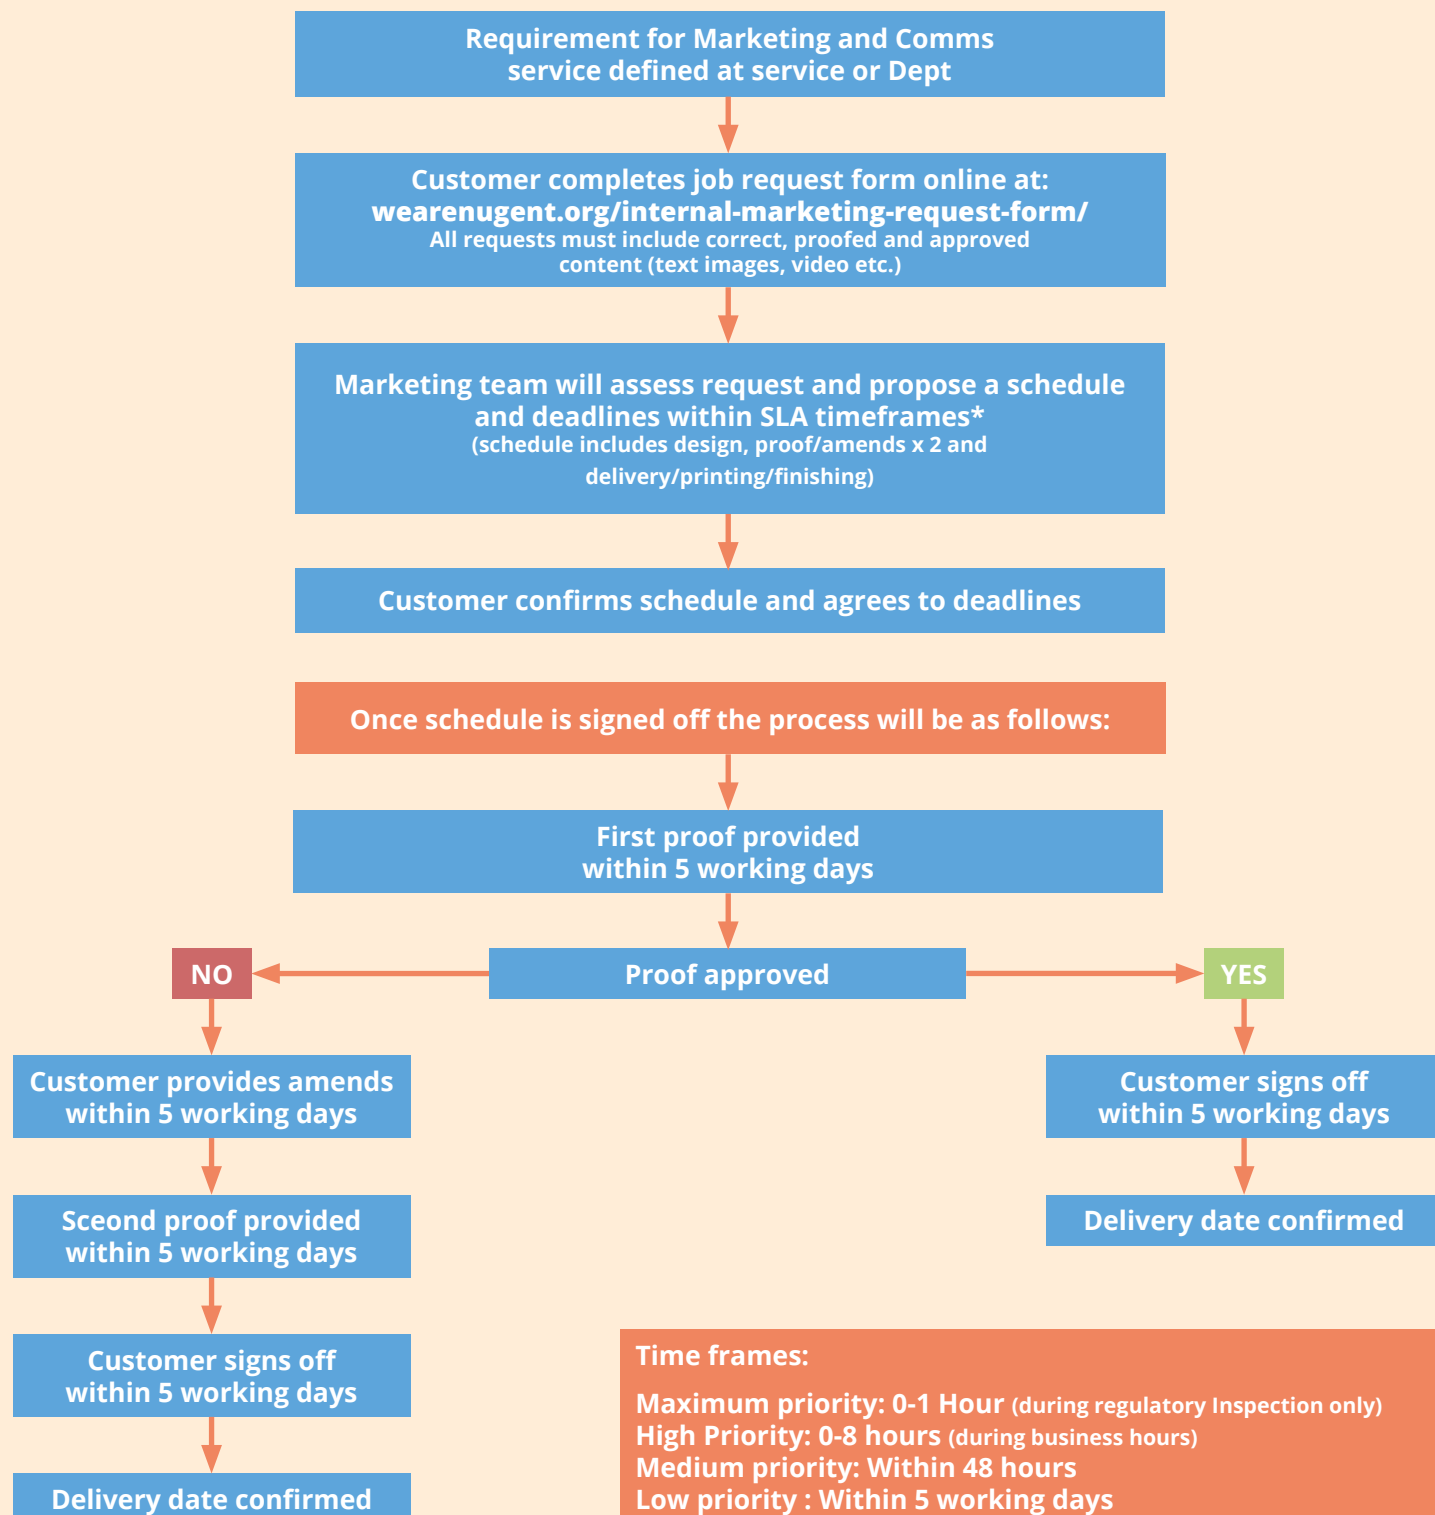 Requirement for Marketing and Comms
service defined at service or Dept
Customer completes job request form online at:
wearenugent.org/internal-marketing-request-form/
All requests must include correct, proofed and approved
content (text images, video etc.)
Marketing team will assess request and propose a schedule
and deadlines within SLA timeframes*
(schedule includes design, proof/amends x 2 and
delivery/printing/finishing)
Customer confirms schedule and agrees to deadlines
Once schedule is signed off the process will be as follows:
First proof provided
within 5 working days
NO
Proof approved
YES
Customer provides amends
within 5 working days
Customer signs off
within 5 working days
Sceond proof provided
within 5 working days
Delivery date confirmed
Customer signs off
within 5 working days
Delivery date confirmed
Time frames:
Maximum priority: 0-1 Hour (during regulatory Inspection only)
High Priority: 0-8 hours (during business hours)
Medium priority: Within 48 hours
Low priority : Within 5 working days